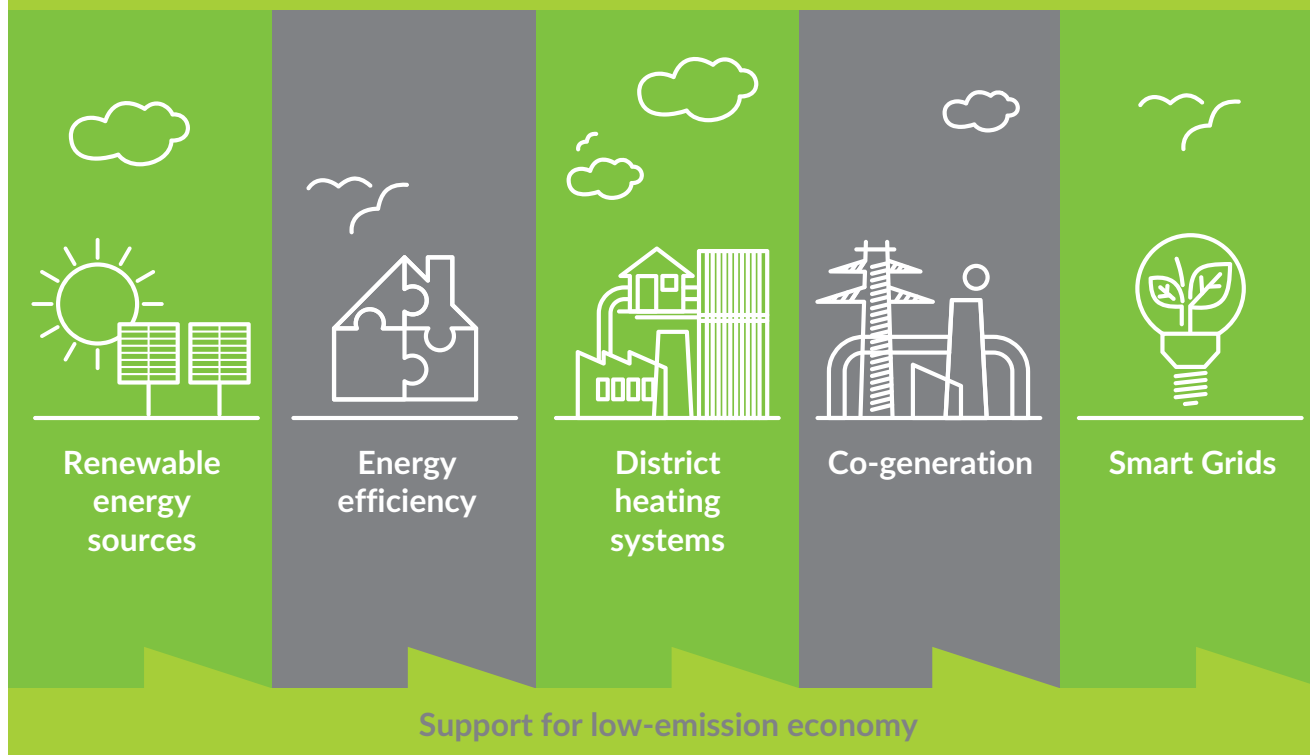 Renewable
energy
sources
Energy
efficiency
District
heating
systems
Co-generation
Smart Grids
Support for low-emission economy